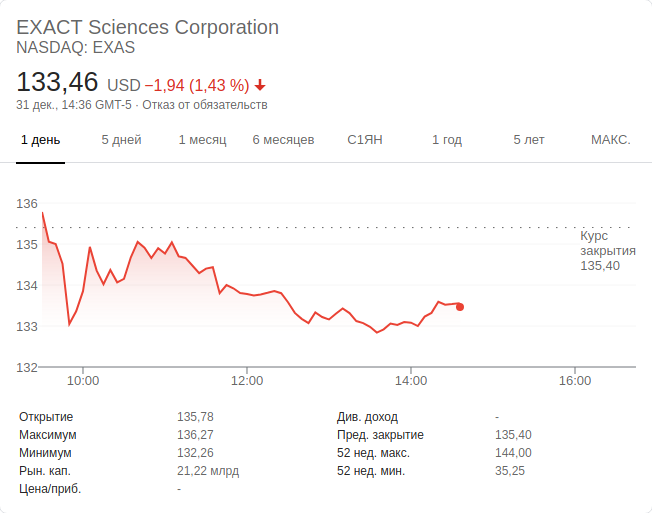 EXACT Sciences Corporation
NASDAQ: EXAS
133,46 USD −1,94 (1,43 %)
31 дек., 14:36 GMT-5 · Отказ от обязательств
1 день 5 дней 1 месяц 6 месяцев С1ЯН 1 год 5 лет МАКС.
136
Курс
135
закрытия
135,40
134
133
132
10:00 12:00 14:00 16:00
Открытие 135,78 Див. доход -
Максимум 136,27 Пред. закрытие 135,40
Минимум 132,26 52 нед. макс. 144,00
Рын. кап. 21,22 млрд 52 нед. мин. 35,25
Цена/приб. -